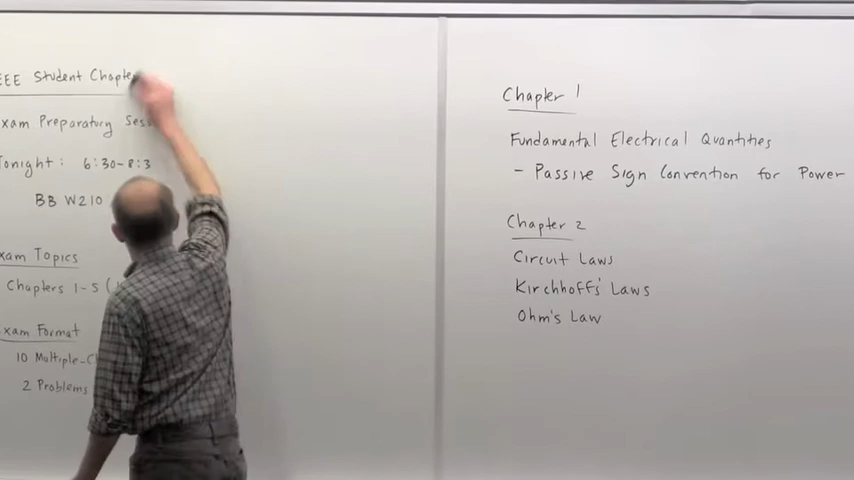 EEE Student Chapte
xam Preparatory Sess
Tonight: 6:30-8:3
BB W210
xam Topics
Chapters 1-5 (
xam Format
10 Multiple-Ch
2 Problems
Chapter 1
Fundamental Electrical Quantities
- Passive Sign Convention for Power
Chapter 2
Circuit Laws
Kirchhoff's Laws
Ohm's Law